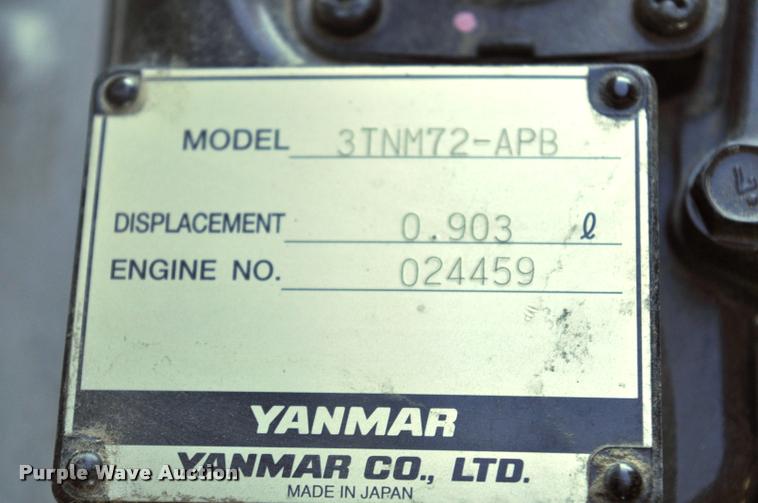 MODEL 3TNM72-APB
DISPLACEMENT 0.903 ℓ
ENGINE NO. 024459
YANMAR
YANMAR CO., LTD.
MADE IN JAPAN
Purple Wave Auction